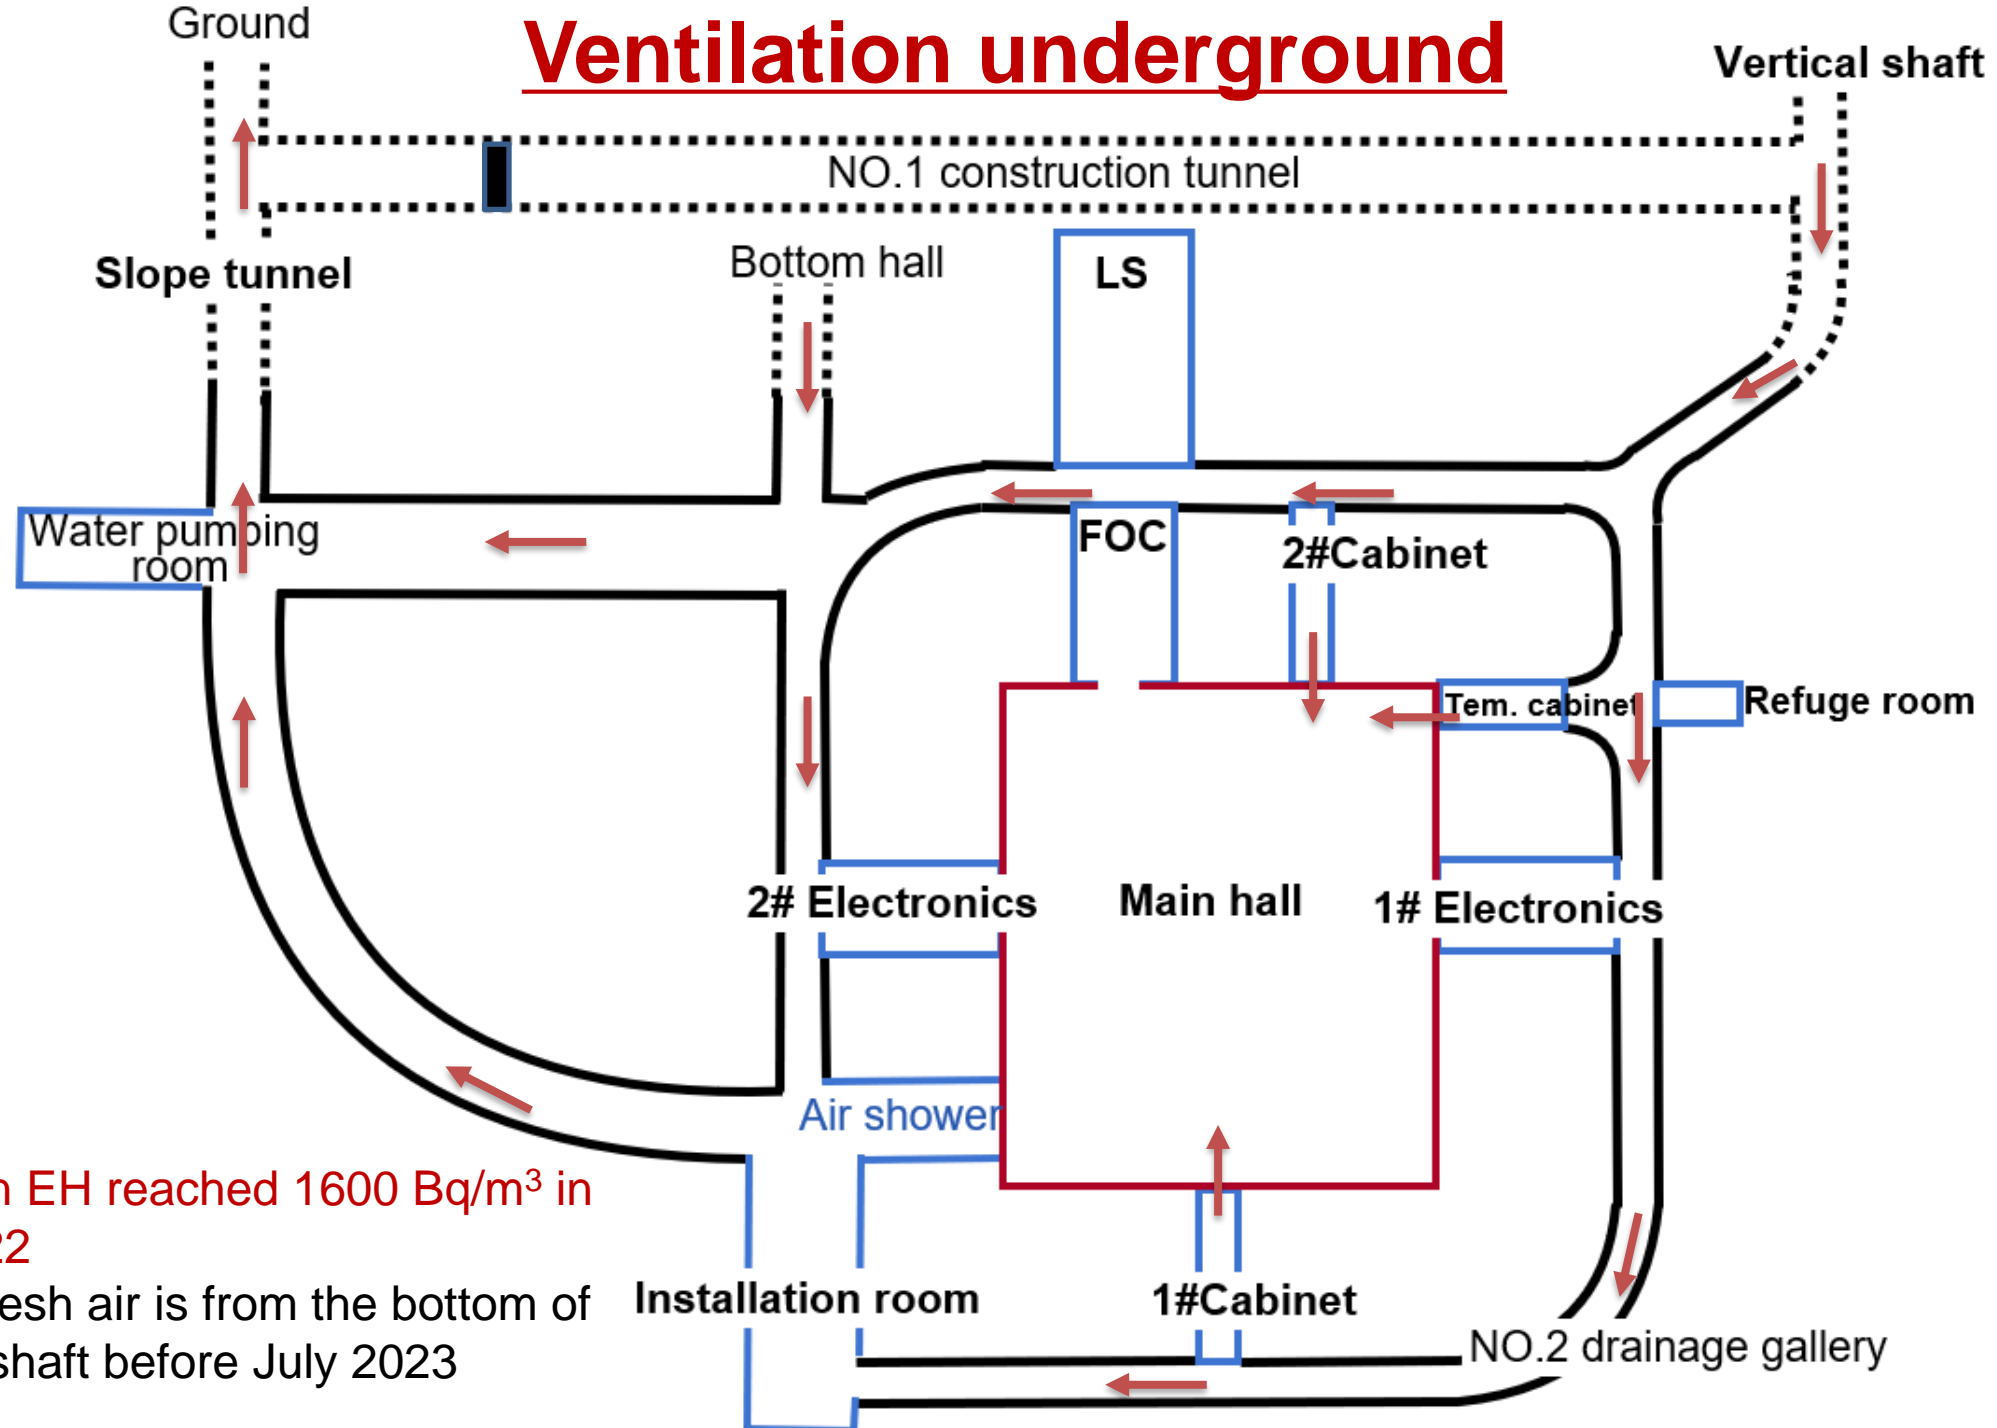 Ground
Ventilation underground
Vertical shaft
NO.1 construction tunnel
Slope tunnel
Bottom hall
LS
Water pumping
room
FOC
2#Cabinet
Tem. cabinet
Refuge room
2# Electronics
Main hall
1# Electronics
Air shower
EH reached 1600 Bq/m³ in
air is from the bottom of
shaft before July 2023
Installation room
1#Cabinet
NO.2 drainage gallery